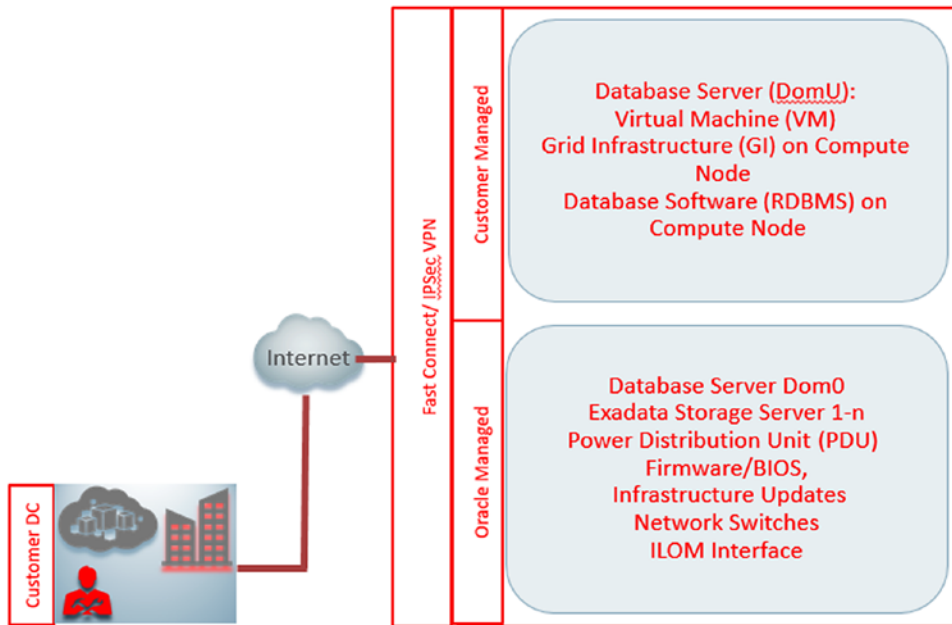 Customer DC
Internet
Fast Connect/ IPSec VPN
Customer Managed
Database Server (DomU):
Virtual Machine (VM)
Grid Infrastructure (GI) on Compute
Node
Database Software (RDBMS) on
Compute Node
Oracle Managed
Database Server Dom0
Exadata Storage Server 1-n
Power Distribution Unit (PDU)
Firmware/BIOS,
Infrastructure Updates
Network Switches
ILOM Interface